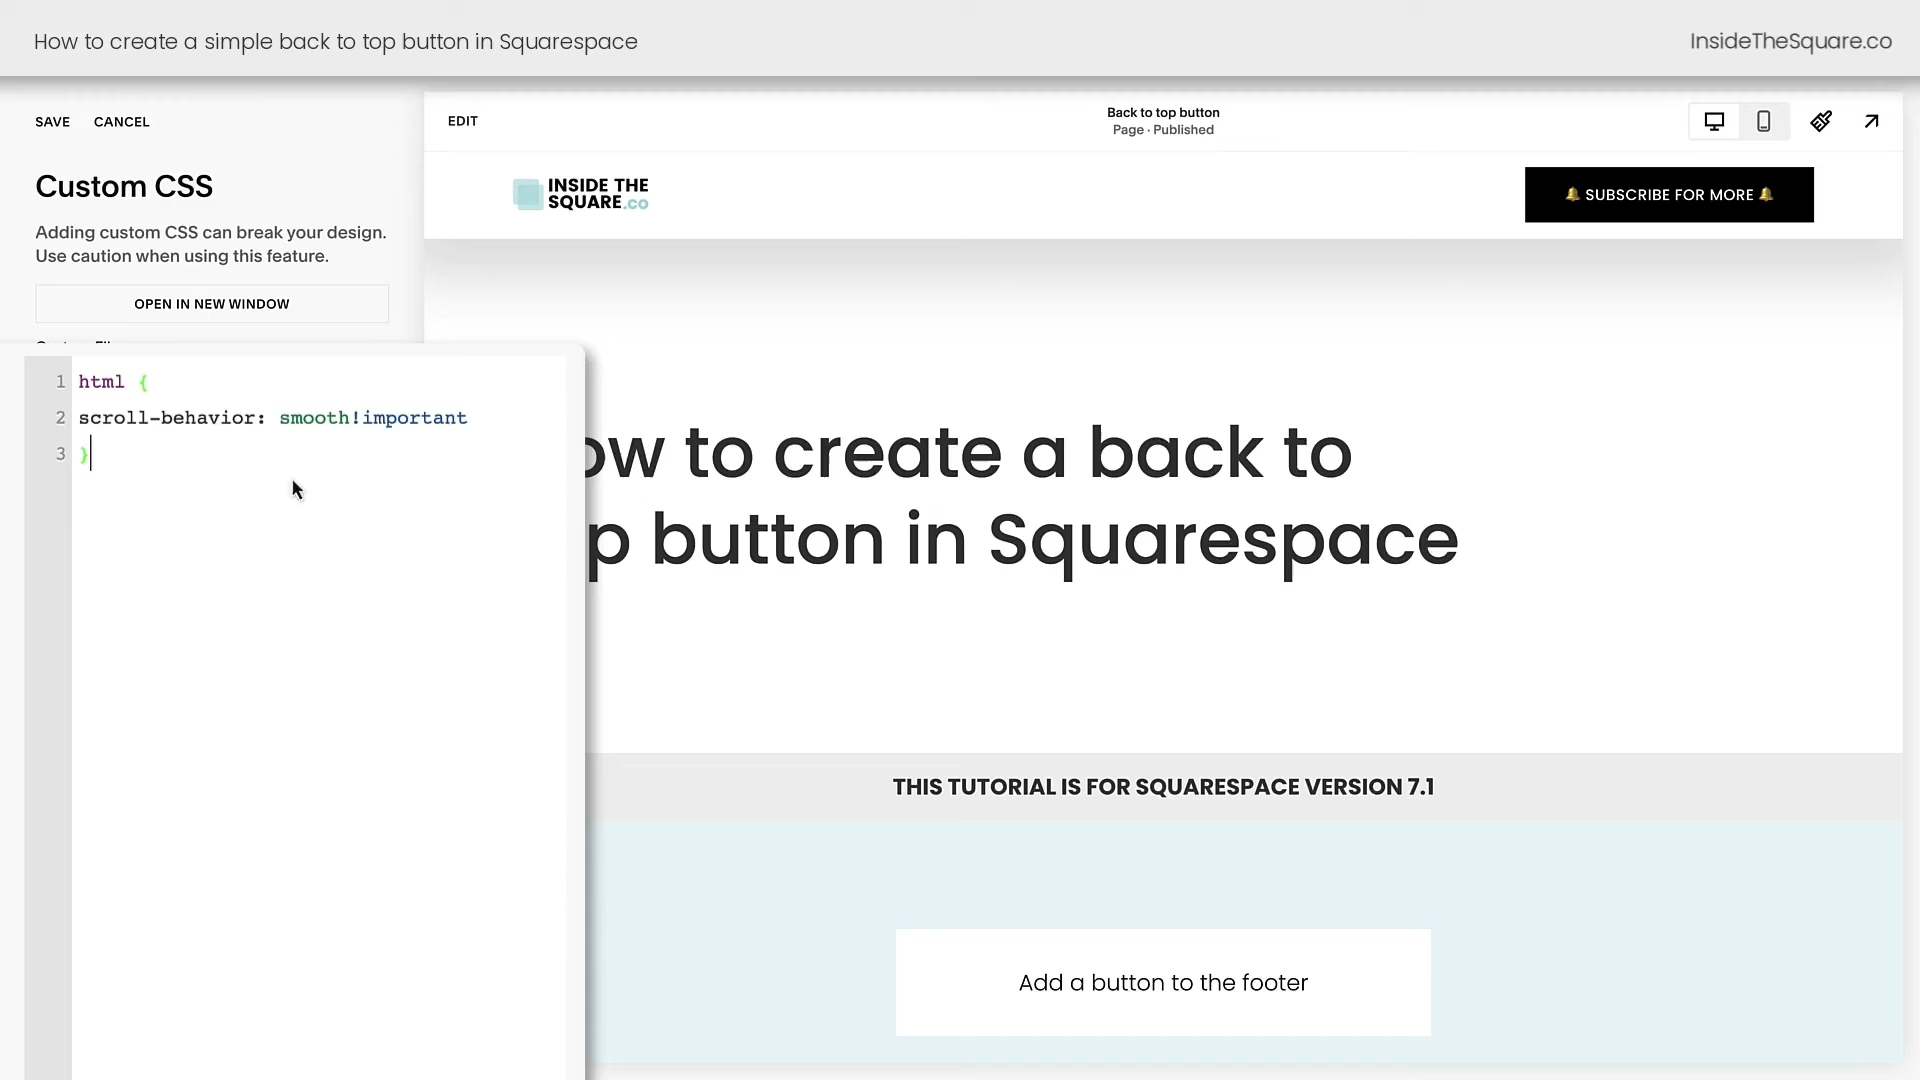 How to create a simple back to top button in Squarespace
InsideTheSquare.co
SAVE CANCEL
EDIT
Back to top button
Page · Published
Custom CSS
Adding custom CSS can break your design.
Use caution when using this feature.
OPEN IN NEW WINDOW
INSIDE THE
SQUARE.co
🔔 SUBSCRIBE FOR MORE 🔔
1 html {
2 scroll-behavior: smooth!important
3 }
ow to create a back to
p button in Squarespace
THIS TUTORIAL IS FOR SQUARESPACE VERSION 7.1
Add a button to the footer